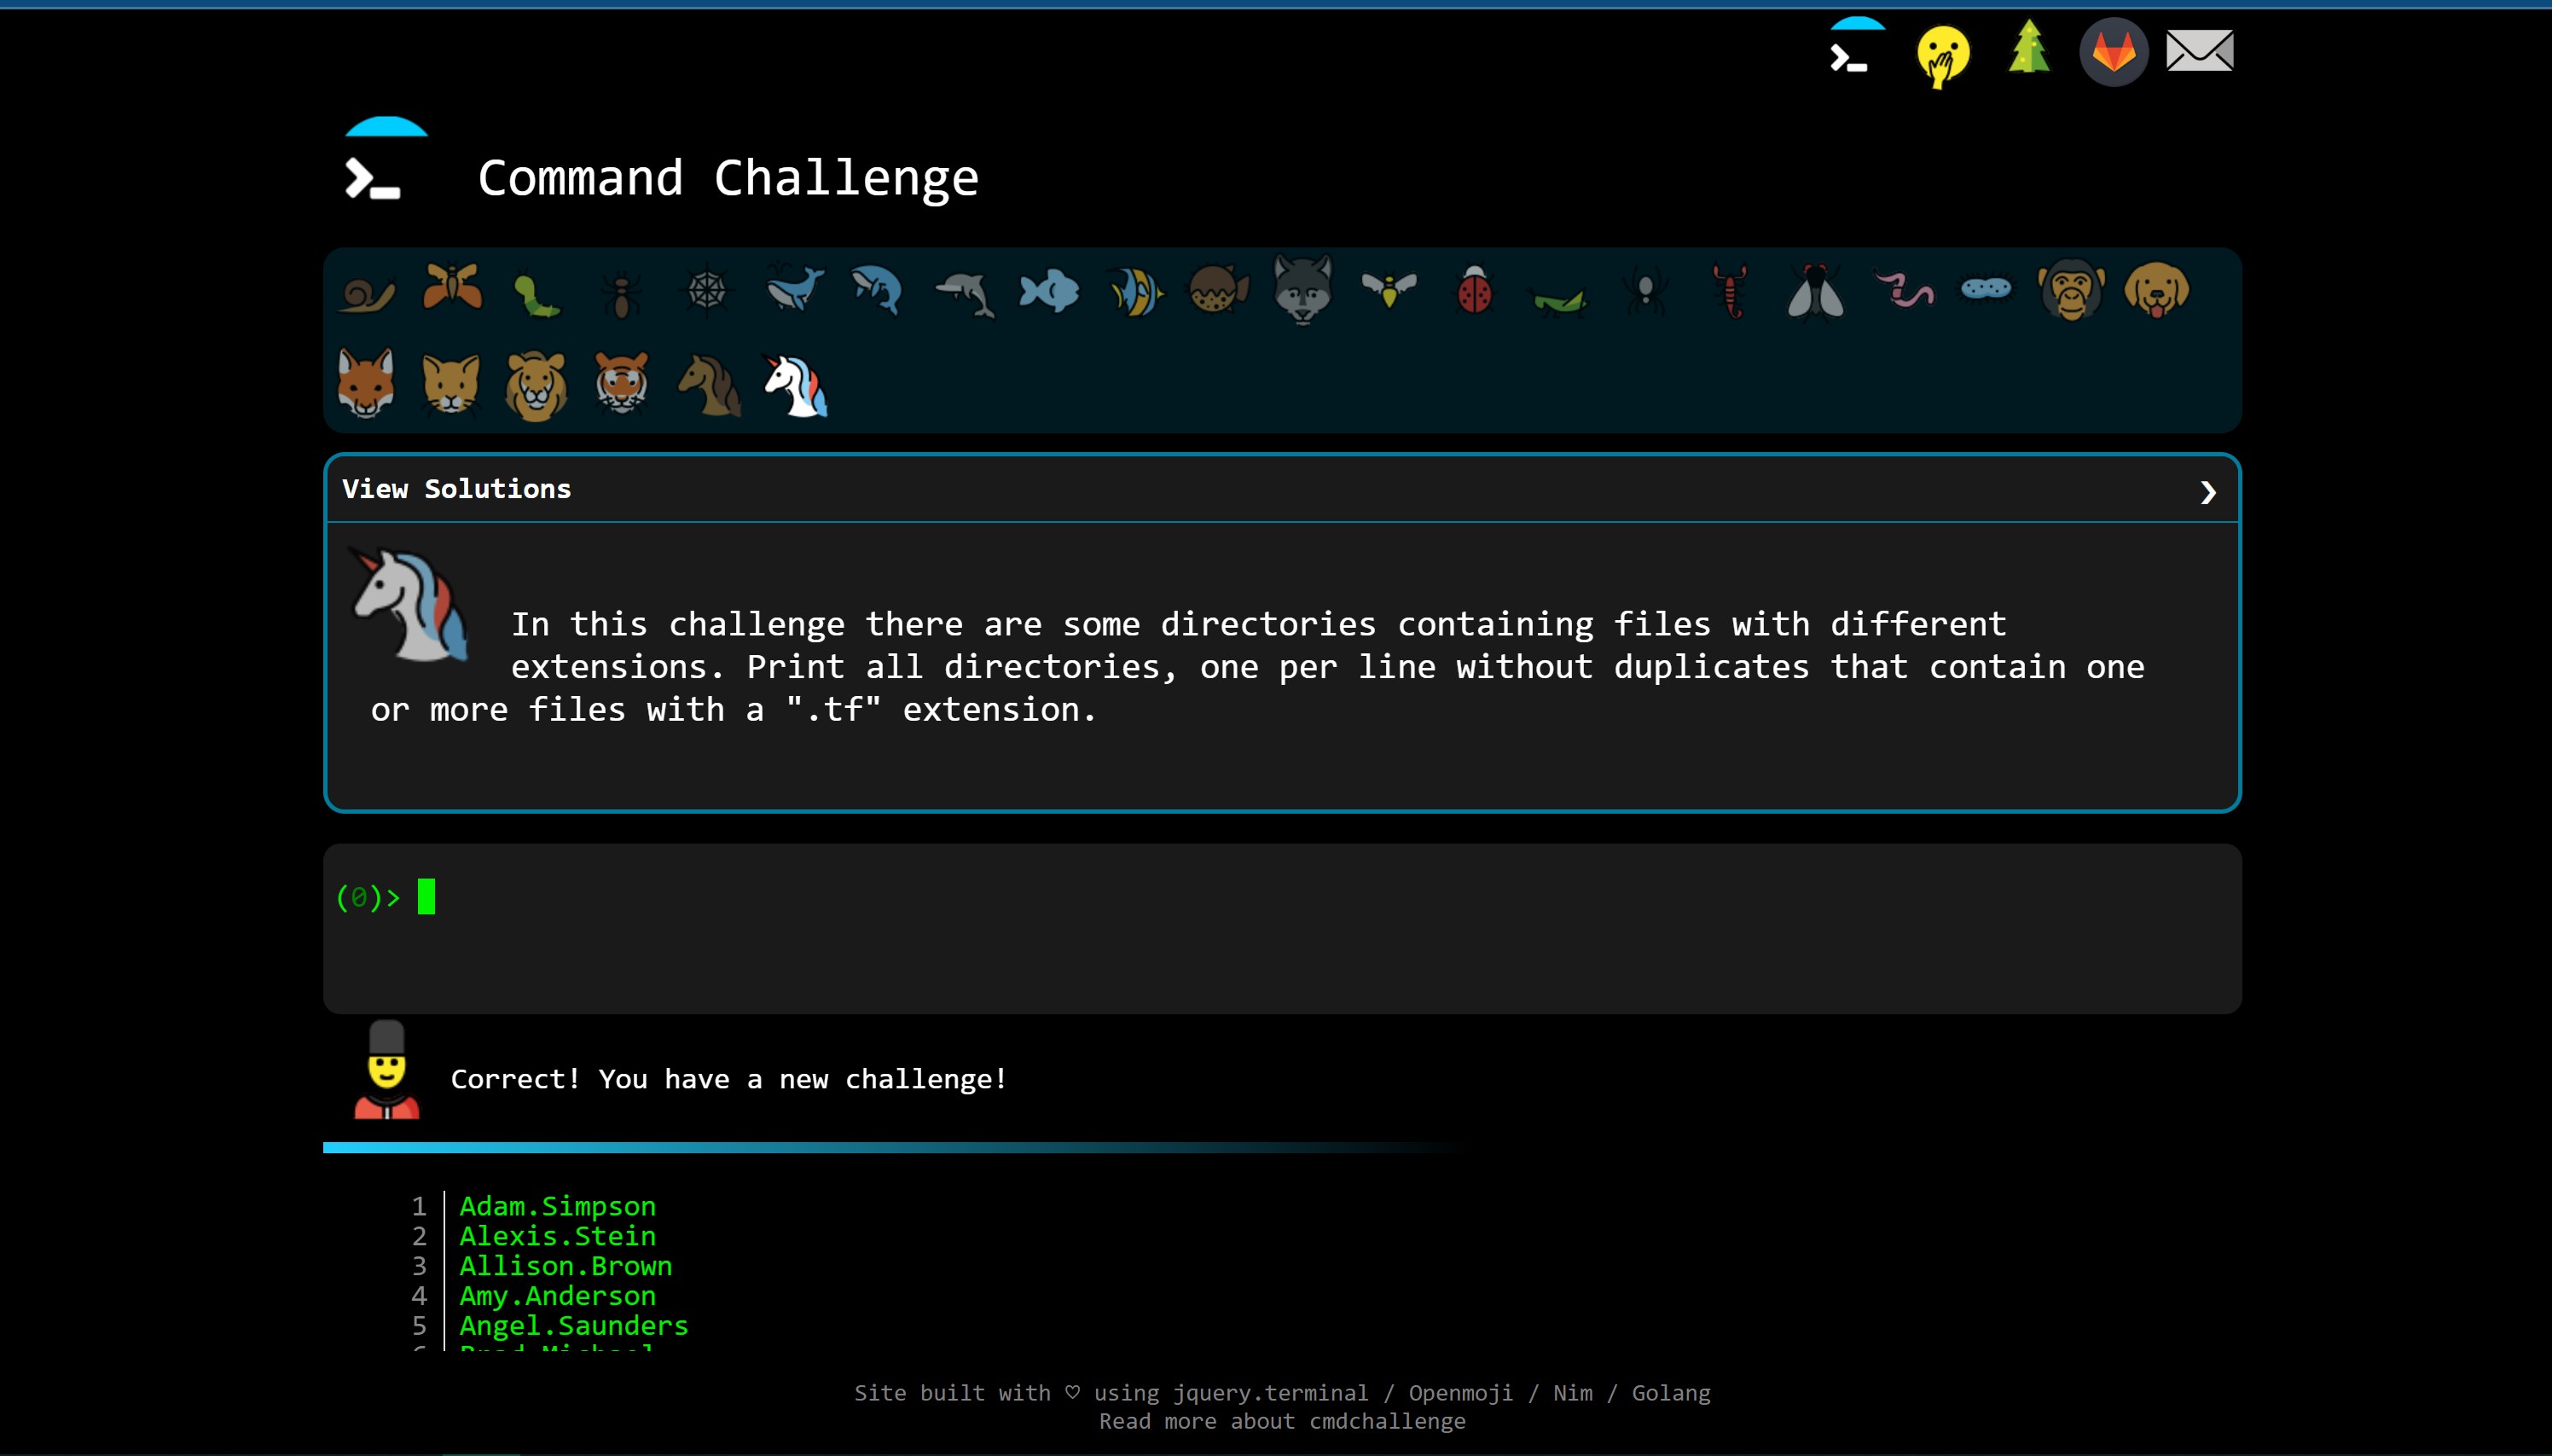 Command Challenge
View Solutions
In this challenge there are some directories containing files with different
extensions. Print all directories, one per line without duplicates that contain one
or more files with a ".tf" extension.
(0)>
Correct! You have a new challenge!
1 Adam.Simpson
2 Alexis.Stein
3 Allison.Brown
4 Amy.Anderson
5 Angel.Saunders
Site built with ♡ using jquery.terminal / Openmoji / Nim / Golang
Read more about cmdchallenge